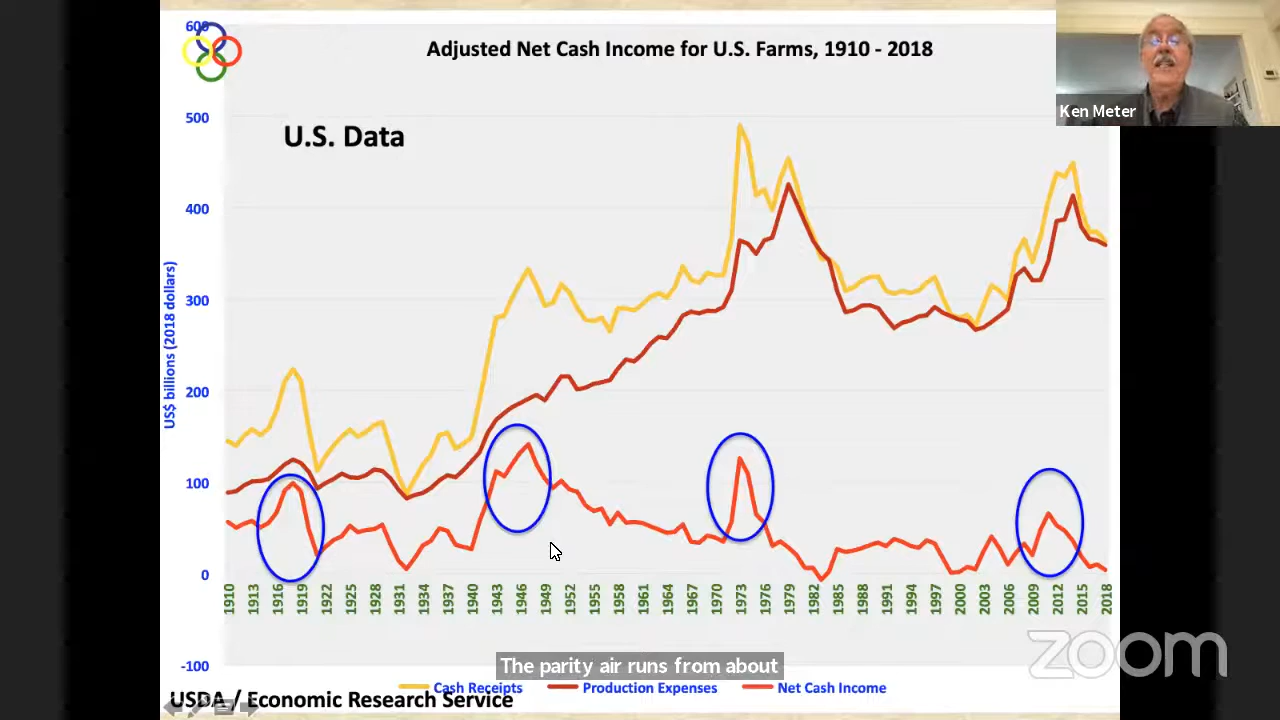 Adjusted Net Cash Income for U.S. Farms, 1910 - 2018
Ken Meter
U.S. Data
US$ billions (2018 dollars)
600
500
400
300
200
100
0
-100
1910 1913 1916 1919 1922 1925 1928 1931 1934 1937 1940 1943 1946 1949 1952 1955 1958 1961 1964 1967 1970 1973 1976 1979 1982 1985 1988 1991 1994 1997 2000 2003 2006 2009 2012 2015 2018
zoom
The parity air runs from about
Cash Receipts Production Expenses Net Cash Income
USDA / Economic Research Service